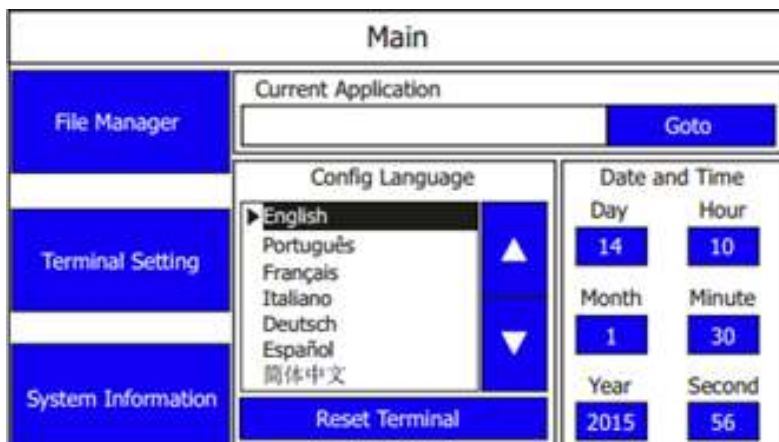 Main
File Manager
Terminal Setting
System Information
Current Application
Goto
Config Language
English
Português
Français
Italiano
Deutsch
Español
简体中文
Reset Terminal
Date and Time
Day Hour
14 10
Month Minute
1 30
Year Second
2015 56